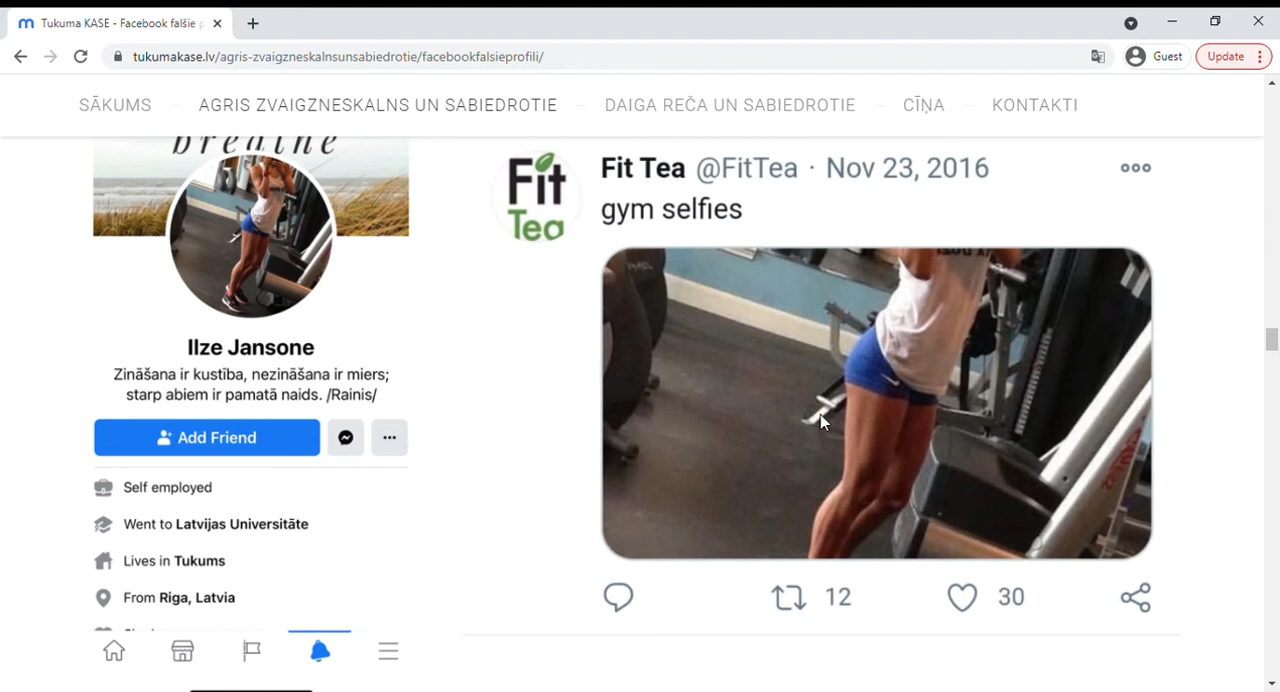 Tukuma KASE - Facebook falšie p
tukumakase.lv/agris-zvaigzneskalnsunsabiedrotie/facebookfalsieprofili/
Guest
Update
SĀKUMS
AGRIS ZVAIGZNESKALNS UN SABIEDROTIE
DAIGA REČA UN SABIEDROTIE
CĪŅA
KONTAKTI
breathe
Ilze Jansone
Zināšana ir kustība, nezināšana ir miers;
starp abiem ir pamatā naids. /Rainis/
Add Friend
Self employed
Went to Latvijas Universitāte
Lives in Tukums
From Riga, Latvia
Fit
Tea
Fit Tea @FitTea · Nov 23, 2016
gym selfies
12
30